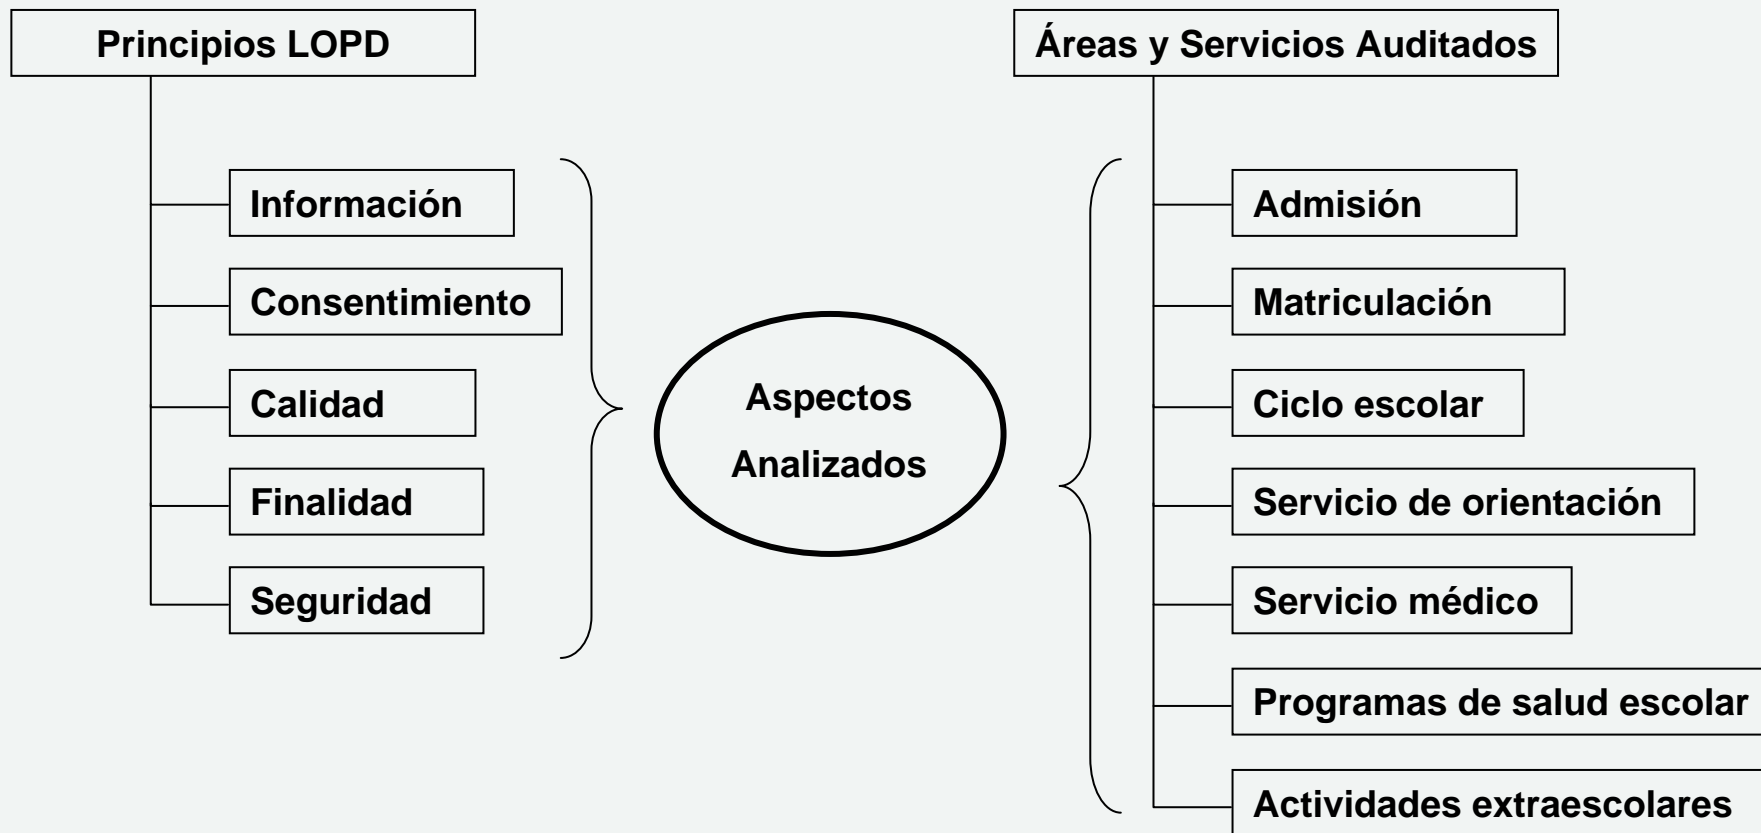 Principios LOPD
Información
Consentimiento
Calidad
Finalidad
Seguridad
Aspectos
Analizados
Áreas y Servicios Auditados
Admisión
Matriculación
Ciclo escolar
Servicio de orientación
Servicio médico
Programas de salud escolar
Actividades extraescolares